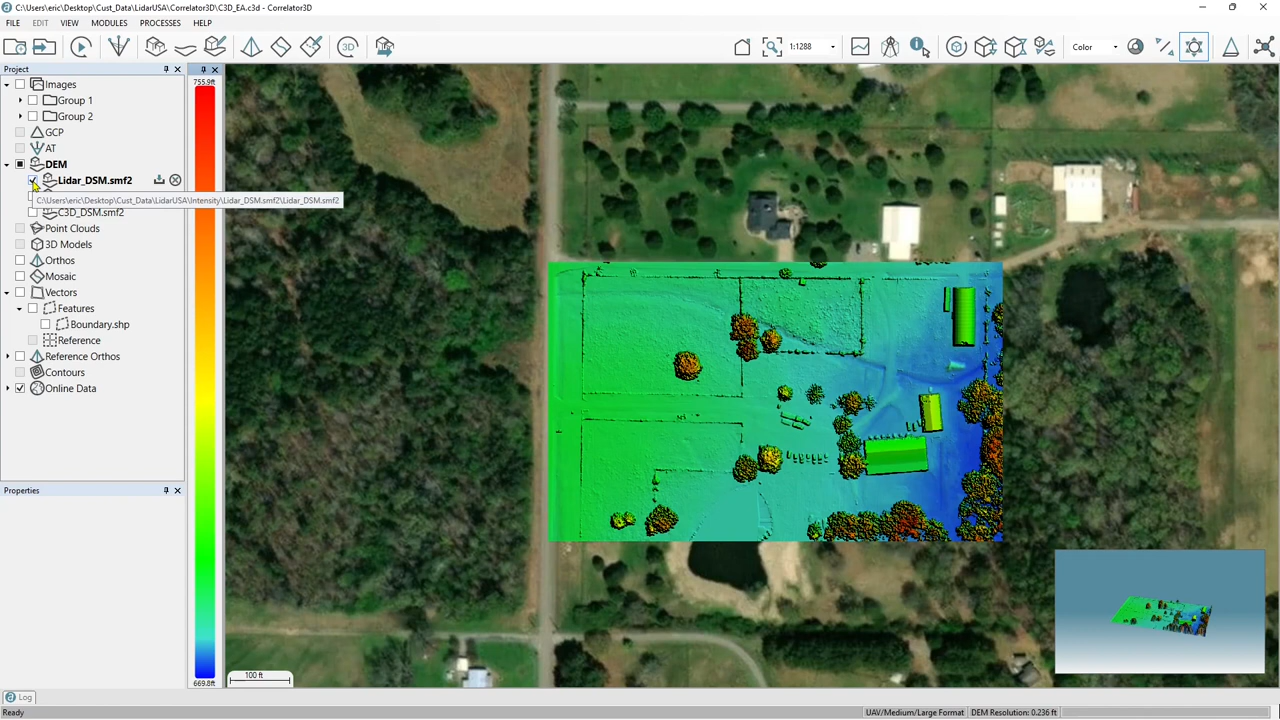 C:\Users\eric\Desktop\Cust_Data\LidarUSA\Correlator3D\C3D_EA.c3d - Correlator3D
FILE EDIT VIEW MODULES PROCESSES HELP
1:1288 Color
Project
755.9ft
Images
Group 1
Group 2
GCP
AT
DEM
Lidar_DSM.smf2
C:\Users\eric\Desktop\Cust_Data\LidarUSA\Intensity\Lidar_DSM.smf2\Lidar_DSM.smf2
C3D_DSM.smf2
Point Clouds
3D Models
Orthos
Mosaic
Vectors
Features
Boundary.shp
Reference
Reference Orthos
Contours
Online Data
Properties
669.8ft
100 ft
Log
Ready
UAV/Medium/Large Format DEM Resolution: 0.236 ft